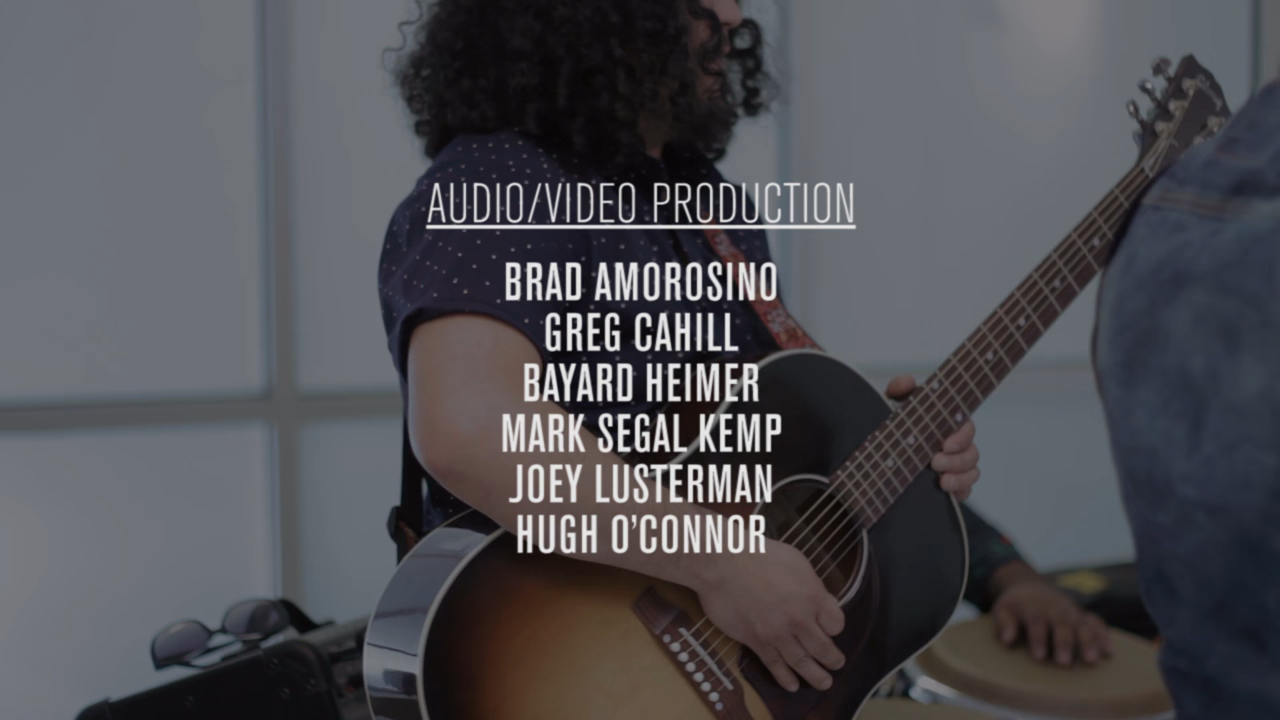 AUDIO/VIDEO PRODUCTION
BRAD AMOROSINO
GREG CAHILL
BAYARD HEIMER
MARK SEGAL KEMP
JOEY LUSTERMAN
HUGH O’CONNOR